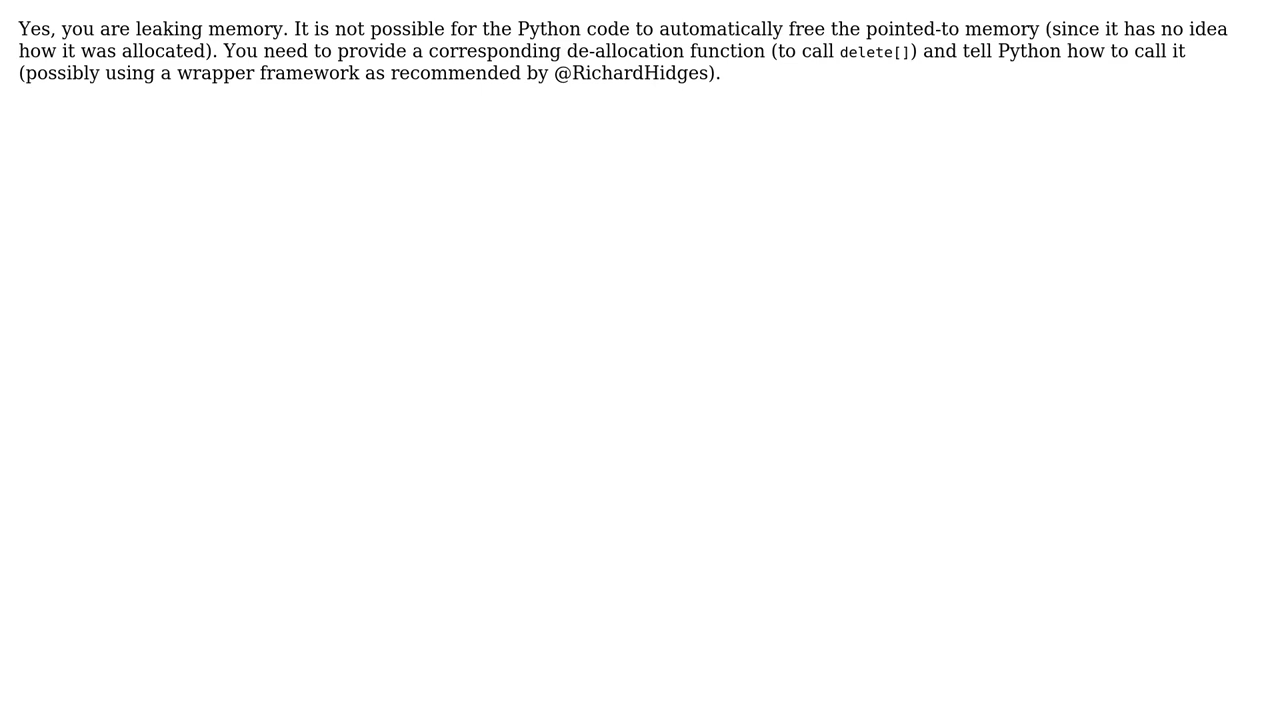 Yes, you are leaking memory. It is not possible for the Python code to automatically free the pointed-to memory (since it has no idea
how it was allocated). You need to provide a corresponding de-allocation function (to call delete[]) and tell Python how to call it
(possibly using a wrapper framework as recommended by @RichardHidges).